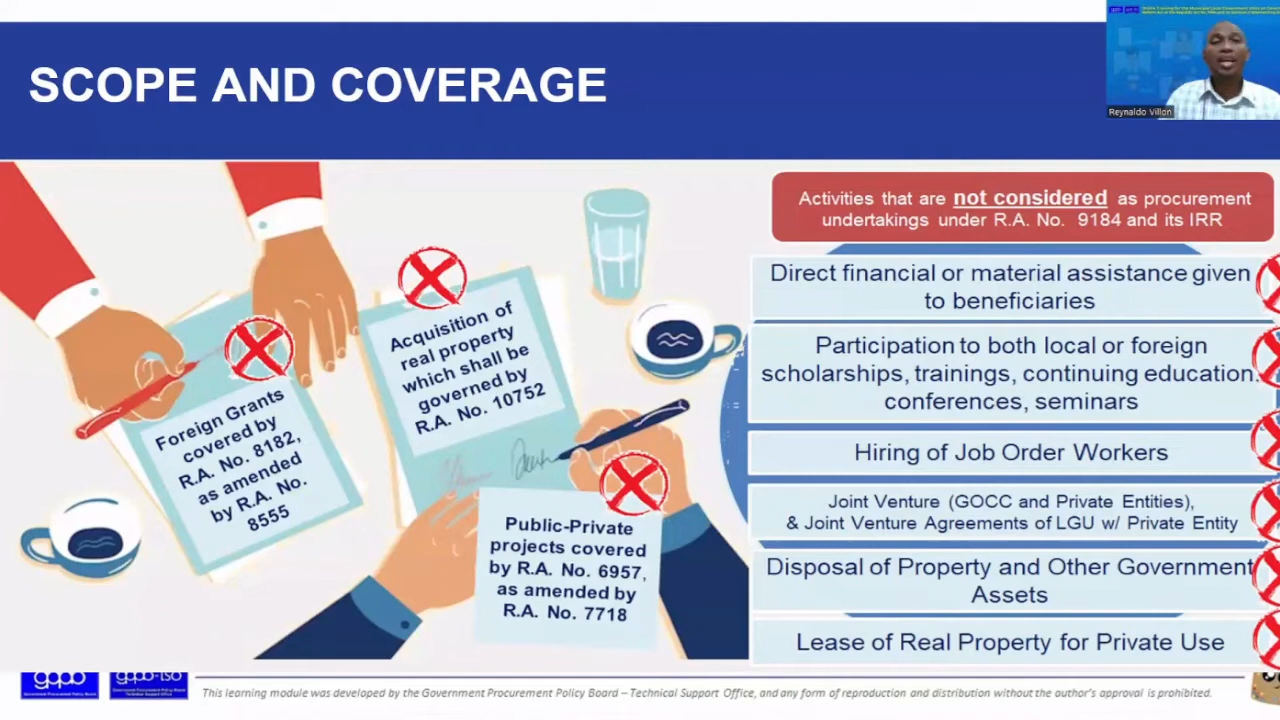 SCOPE AND COVERAGE
Reynaldo Villon
Activities that are not considered as procurement
undertakings under R.A. No. 9184 and its IRR
Foreign Grants
covered by
R.A. No. 8182,
as amended
by R.A. No.
8555
Acquisition of
real property
which shall be
governed by
R.A. No. 10752
Public-Private
projects covered
by R.A. No. 6957,
as amended by
R.A. No. 7718
Direct financial or material assistance given
to beneficiaries
Participation to both local or foreign
scholarships, trainings, continuing education,
conferences, seminars
Hiring of Job Order Workers
Joint Venture (GOCC and Private Entities),
& Joint Venture Agreements of LGU w/ Private Entity
Disposal of Property and Other Government
Assets
Lease of Real Property for Private Use
gppb
gppb-tso
This learning module was developed by the Government Procurement Policy Board – Technical Support Office, and any form of reproduction and distribution without the author's approval is prohibited.